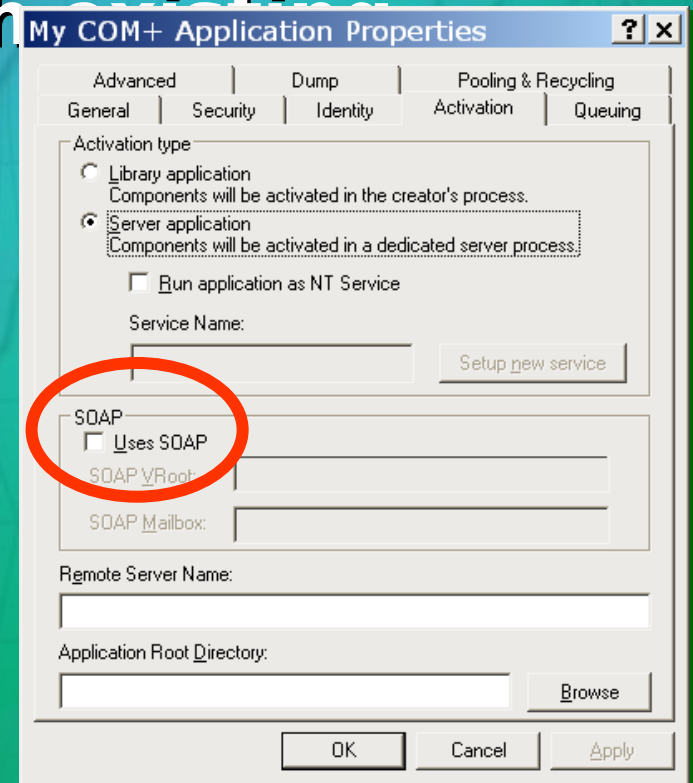 existing
My COM+ Application Properties
Advanced Dump Pooling & Recycling
General Security Identity Activation Queuing
Activation type
Library application
Components will be activated in the creator's process.
Server application
Components will be activated in a dedicated server process.
Run application as NT Service
Service Name:
Setup new service
SOAP
Uses SOAP
SOAP VRoot:
SOAP Mailbox:
Remote Server Name:
Application Root Directory:
Browse
OK Cancel Apply